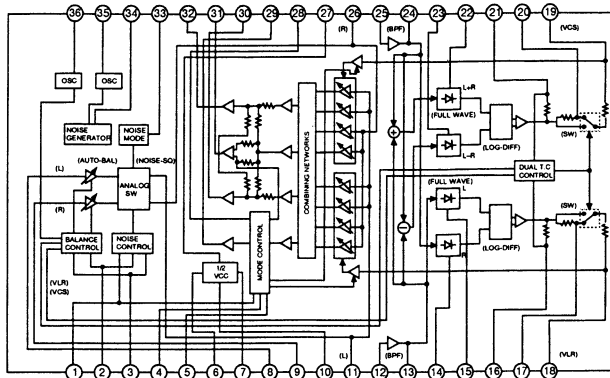 36 35 34 33 32 31 30 29 28 27 26 25 24 23 22 21 20 19
(R)
(BPF)
(VCS)
OSC
OSC
NOISE GENERATOR
NOISE MODE
(L)
(AUTO-BAL)
(NOISE-SQ)
ANALOG SW
(R)
BALANCE CONTROL
NOISE CONTROL
(VLR)
(VCS)
MODE CONTROL
1/2 VCC
COMBINING NETWORKS
L+R
(FULL WAVE)
L-R
(LOG-DIFF)
(SW)
DUAL T.C CONTROL
(FULL WAVE)
L
R
(LOG-DIFF)
(SW)
(L)
(BPF)
(VLR)
1 2 3 4 5 6 7 8 9 10 11 12 13 14 15 16 17 18